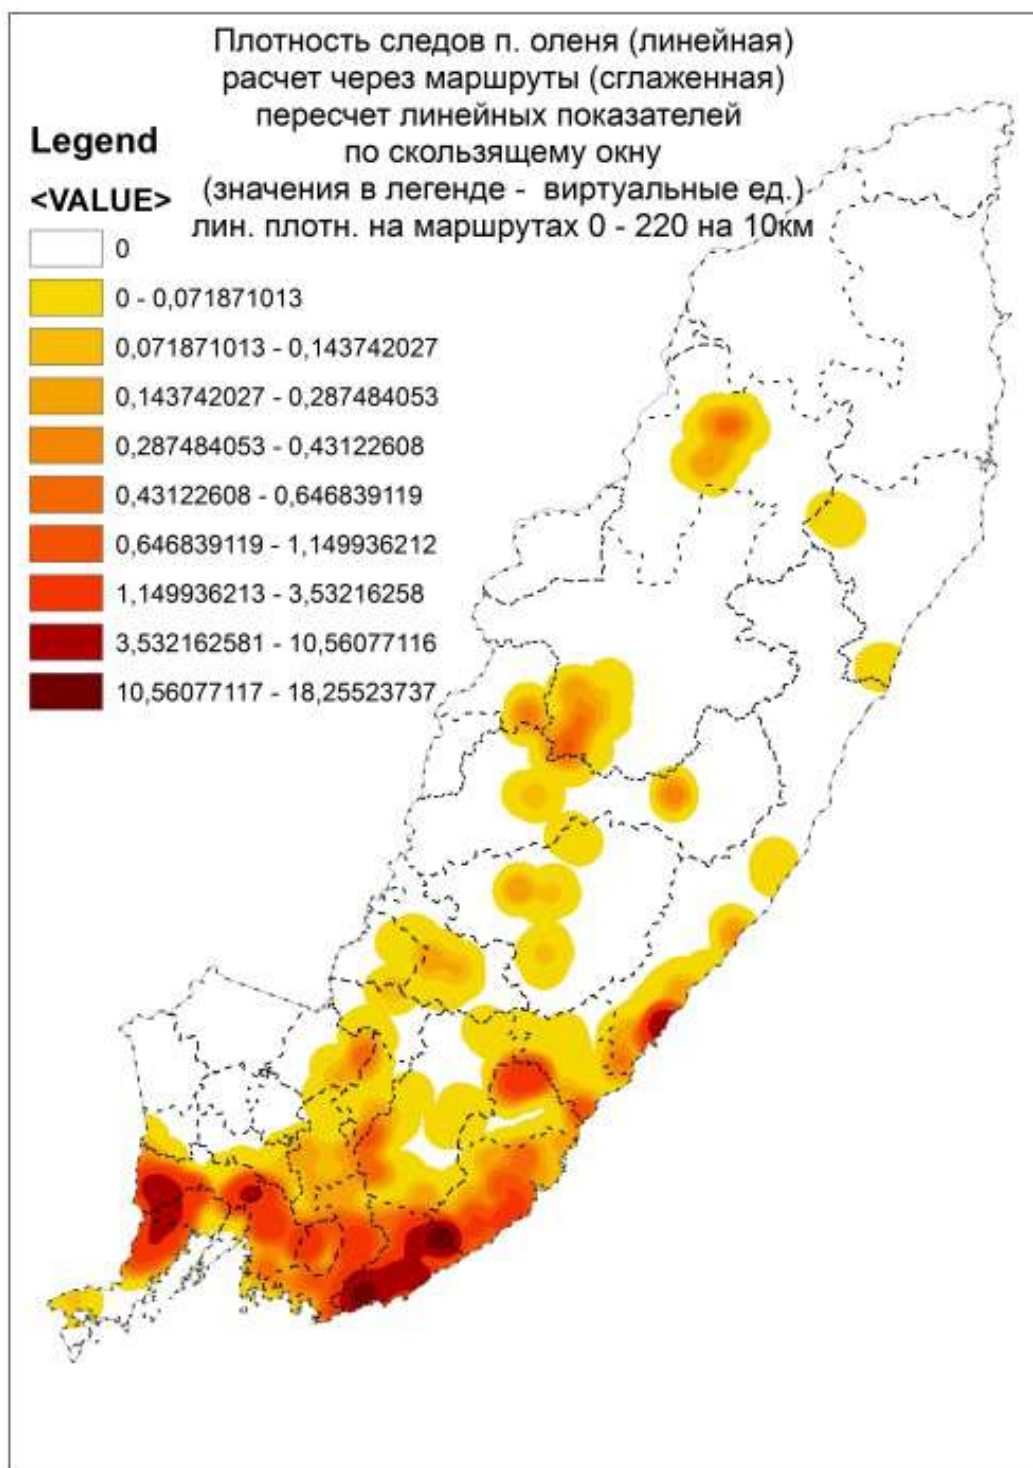 Плотность следов п. оленя (линейная)
расчет через маршруты (сглаженная)
пересчет линейных показателей
по скользящему окну
(значения в легенде - виртуальные ед.)
лин. плотн. на маршрутах 0 - 220 на 10км
Legend
<VALUE>
0
0 - 0,071871013
0,071871013 - 0,143742027
0,143742027 - 0,287484053
0,287484053 - 0,43122608
0,43122608 - 0,646839119
0,646839119 - 1,149936212
1,149936213 - 3,53216258
3,532162581 - 10,56077116
10,56077117 - 18,25523737